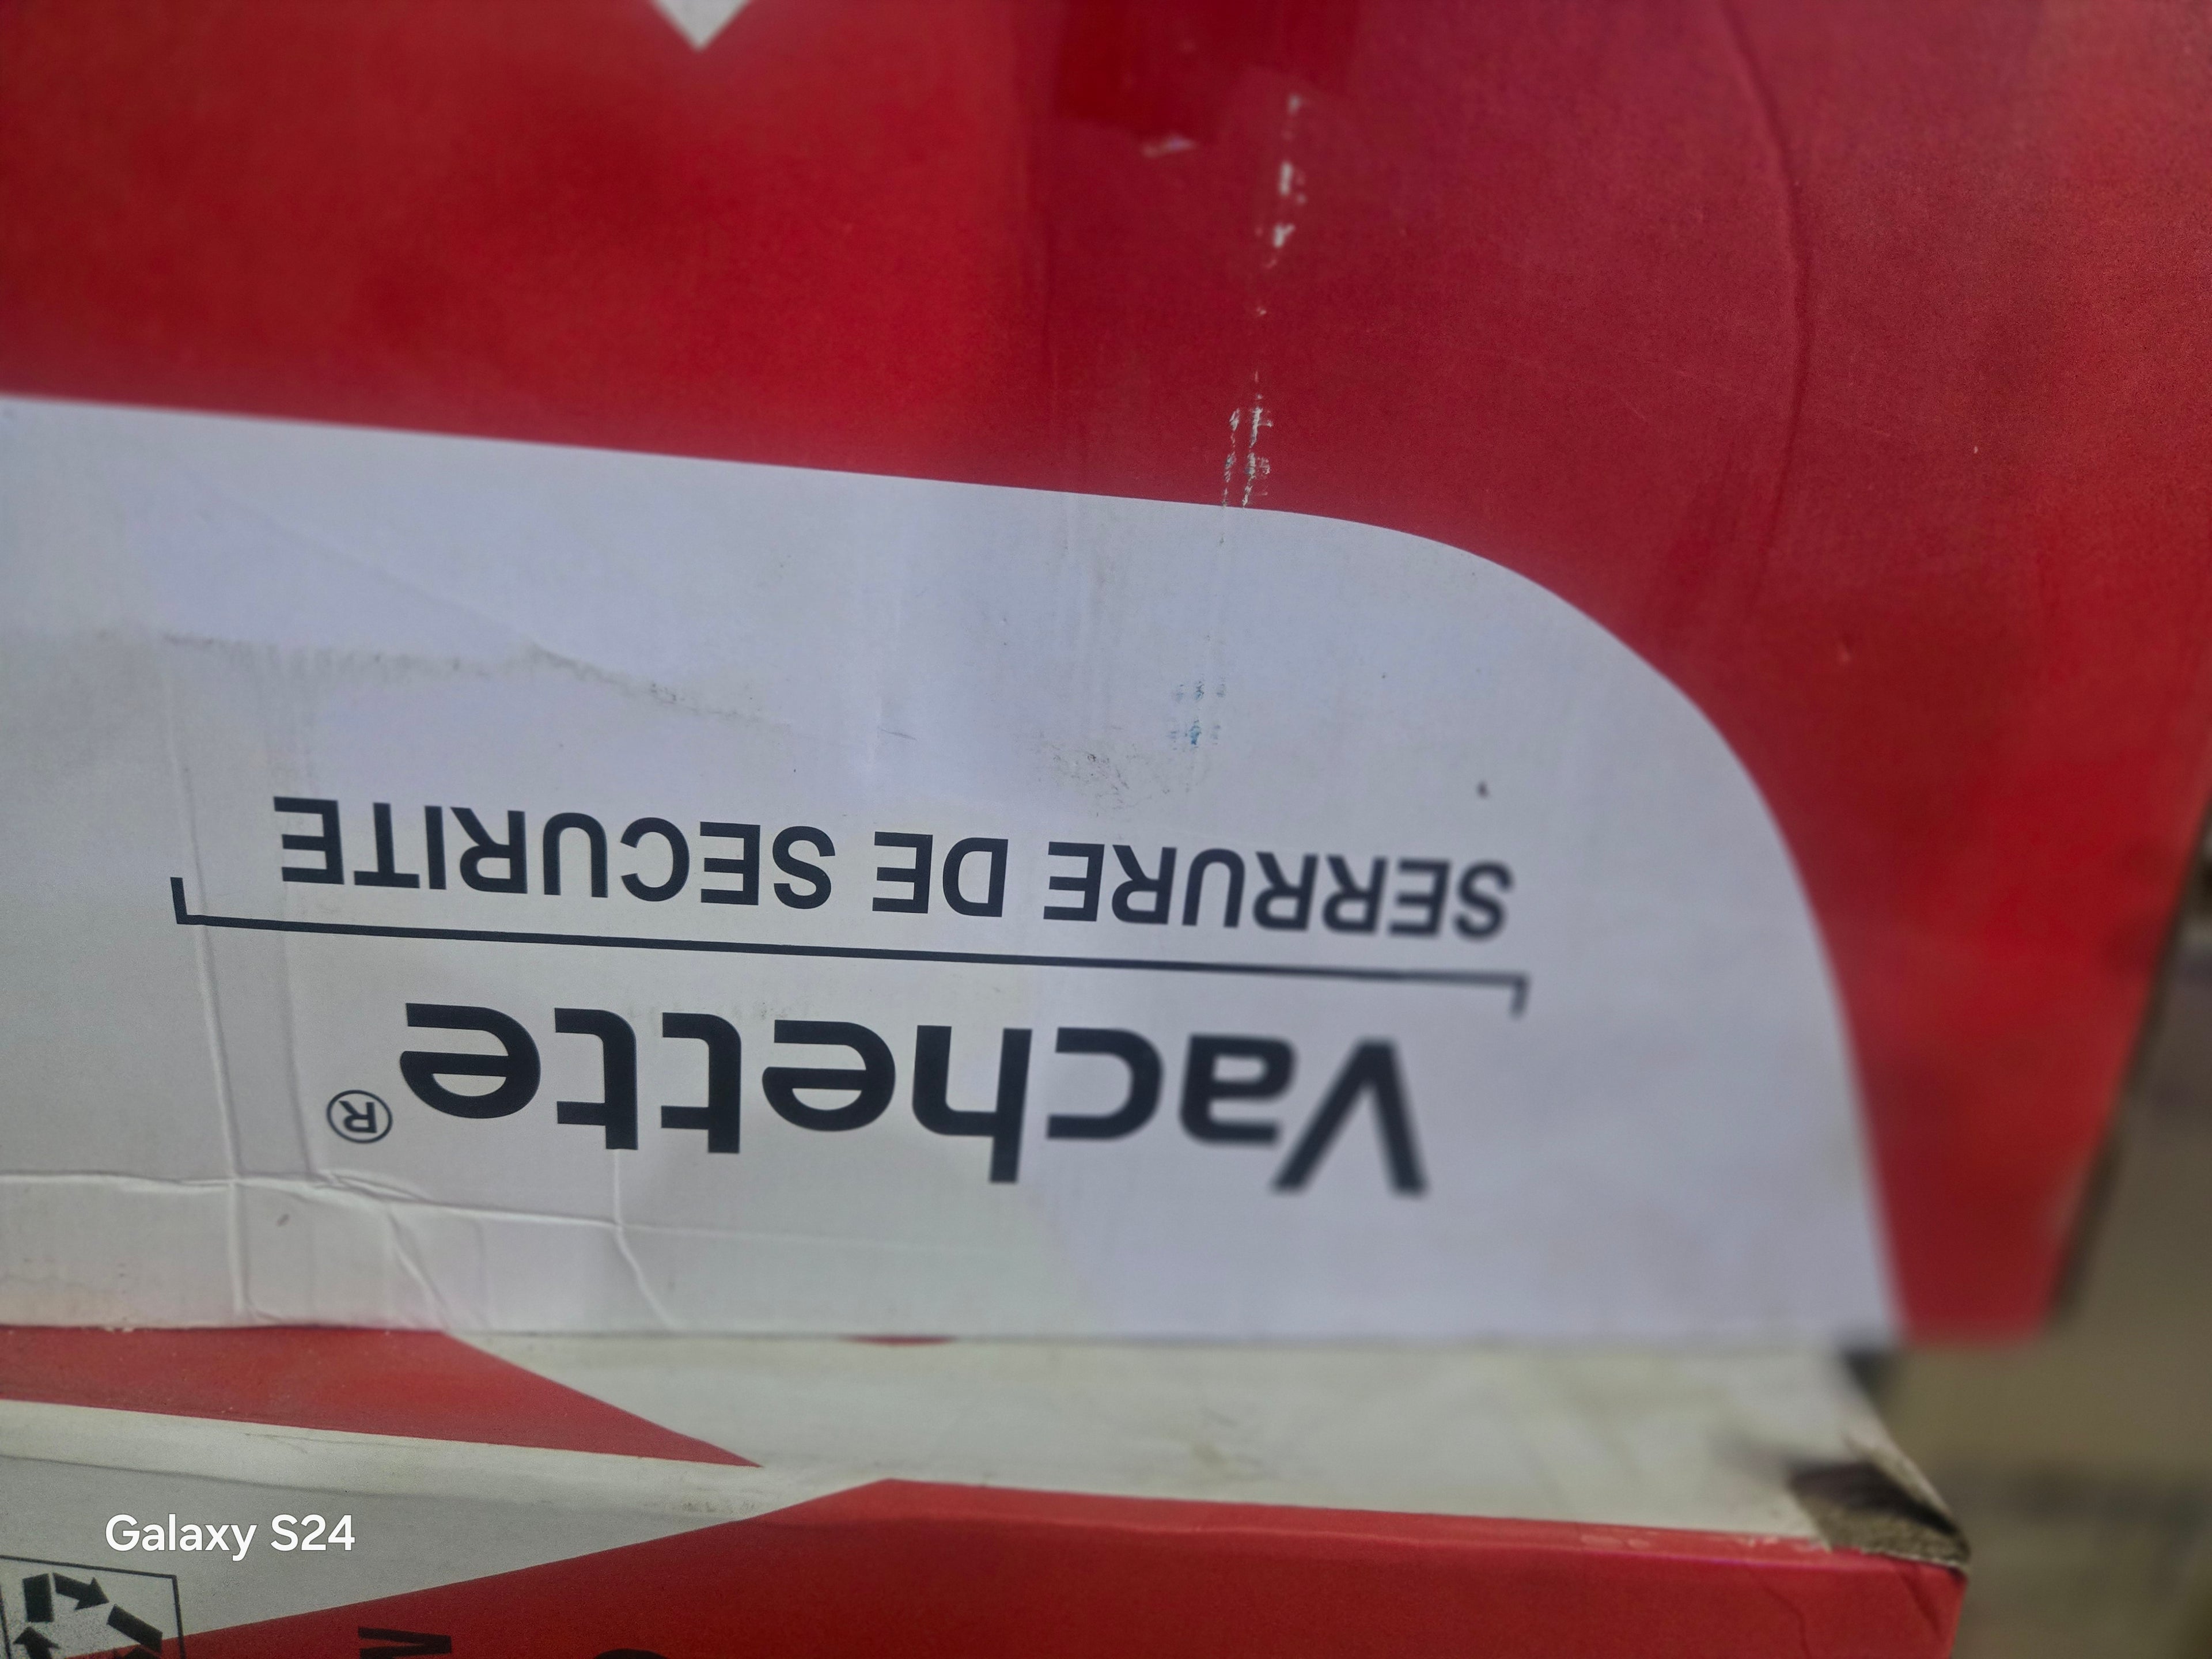 Vachette®
SERRURE DE SECURITE
Galaxy S24